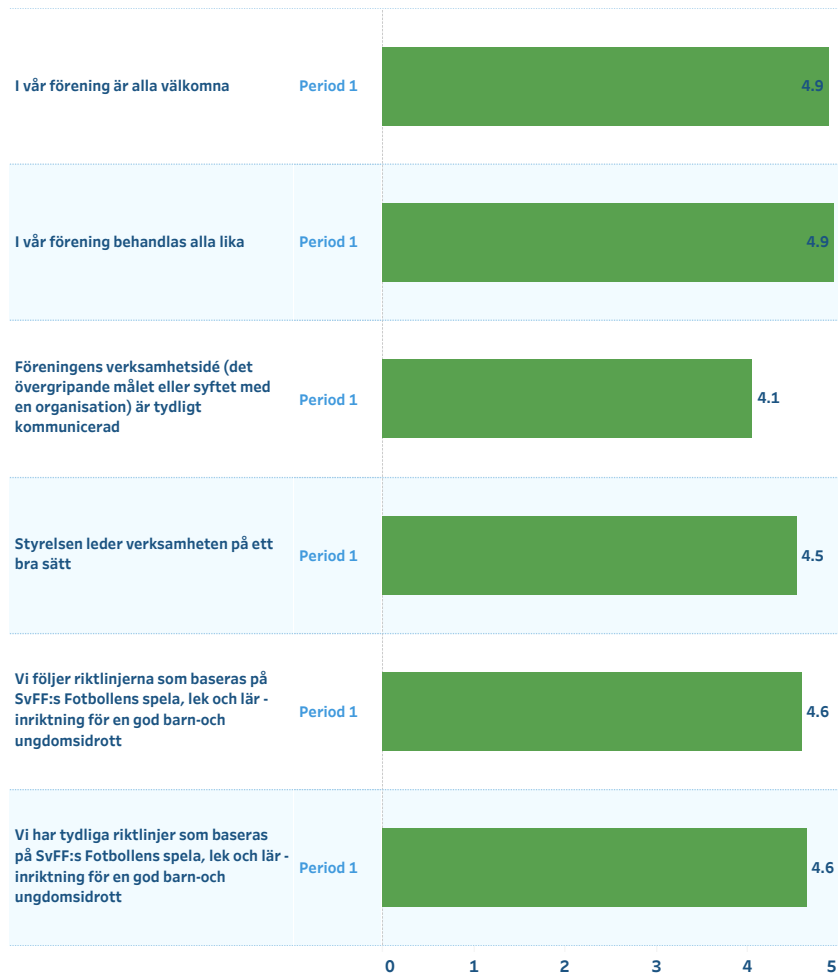 I vår förening är alla välkomna
Period 1
4.9
I vår förening behandlas alla lika
Period 1
4.9
Föreningens verksamhetsidé (det
övergripande målet eller syftet med
en organisation) är tydligt
kommunicerad
Period 1
4.1
Styrelsen leder verksamheten på ett
bra sätt
Period 1
4.5
Vi följer riktlinjerna som baseras på
SvFF:s Fotbollens spela, lek och lär -
inriktning för en god barn-och
ungdomsidrott
Period 1
4.6
Vi har tydliga riktlinjer som baseras
på SvFF:s Fotbollens spela, lek och lär -
inriktning för en god barn-och
ungdomsidrott
Period 1
4.6
0 1 2 3 4 5